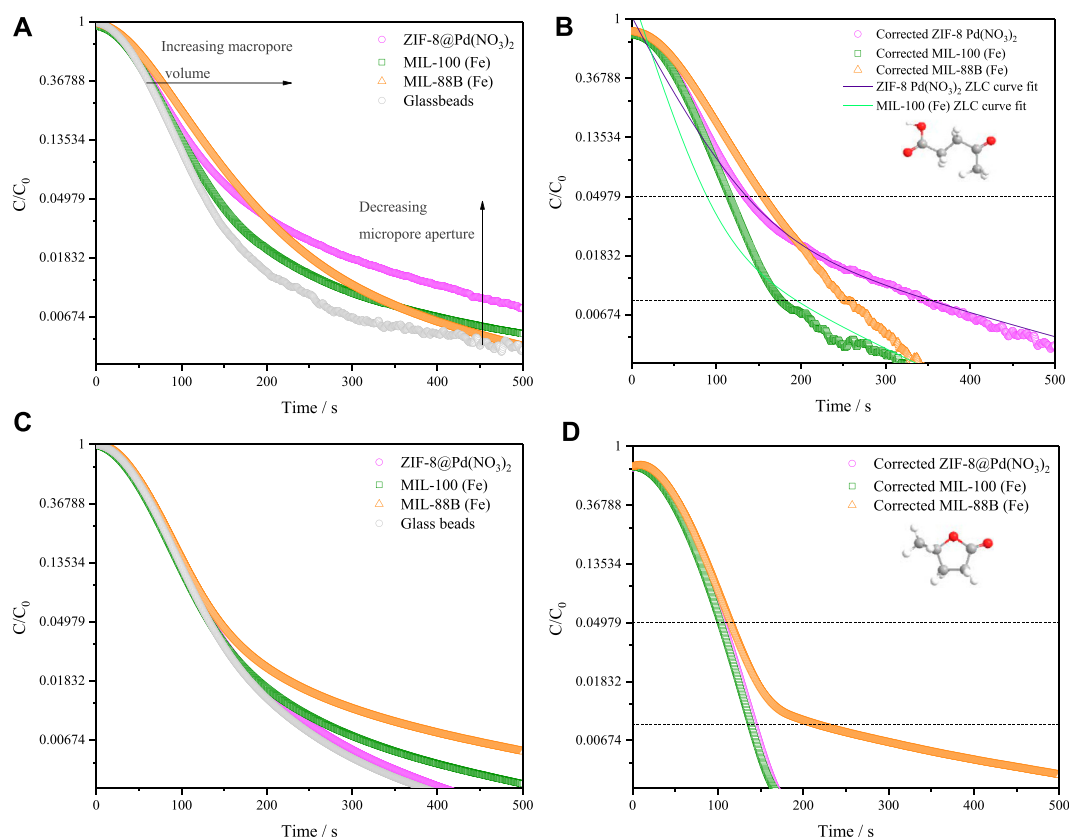 A
1
0.36788
0.13534
0.04979
0.01832
0.00674
C/C0
0 100 200 300 400 500
Time / s
Increasing macropore
volume
ZIF-8@Pd(NO3)2
MIL-100 (Fe)
MIL-88B (Fe)
Glassbeads
Decreasing
micropore aperture
B
1
0.36788
0.13534
0.04979
0.01832
0.00674
C/C0
0 100 200 300 400 500
Time / s
Corrected ZIF-8 Pd(NO3)2
Corrected MIL-100 (Fe)
Corrected MIL-88B (Fe)
ZIF-8 Pd(NO3)2 ZLC curve fit
MIL-100 (Fe) ZLC curve fit
C
1
0.36788
0.13534
0.04979
0.01832
0.00674
C/C0
0 100 200 300 400 500
Time / s
ZIF-8@Pd(NO3)2
MIL-100 (Fe)
MIL-88B (Fe)
Glass beads
D
1
0.36788
0.13534
0.04979
0.01832
0.00674
C/C0
0 100 200 300 400 500
Time / s
Corrected ZIF-8@Pd(NO3)2
Corrected MIL-100 (Fe)
Corrected MIL-88B (Fe)